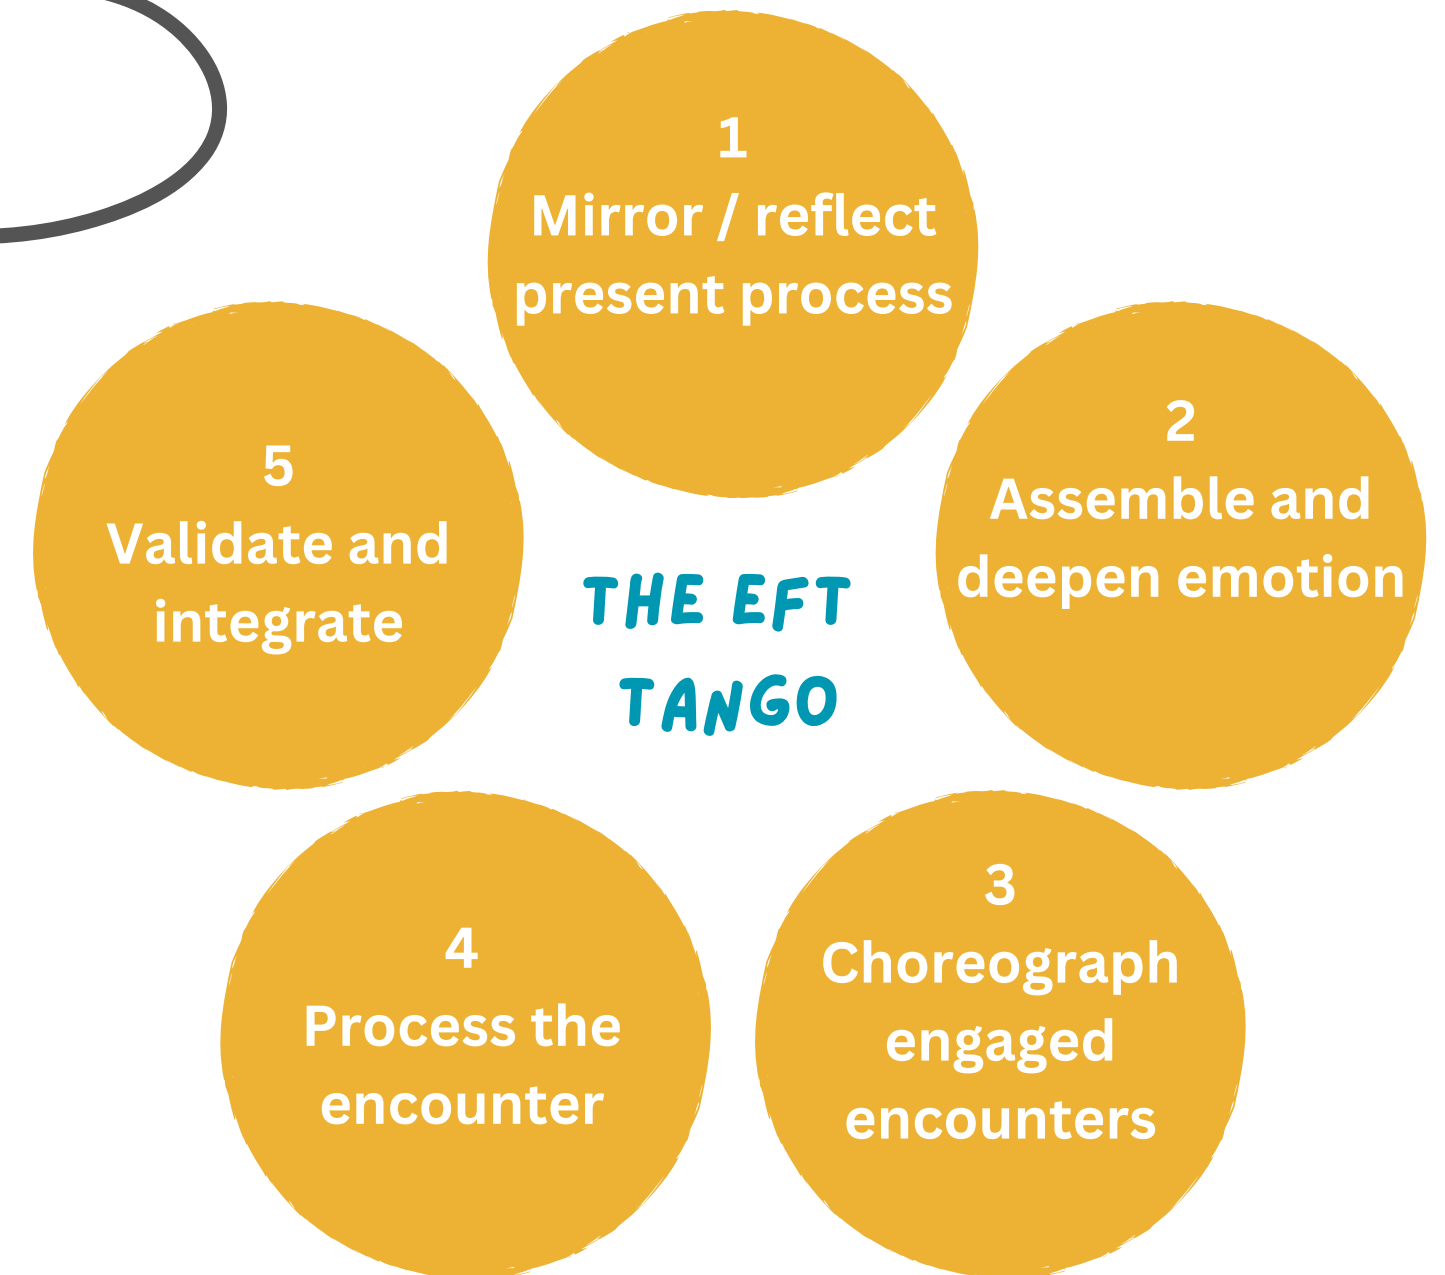 1
Mirror / reflect
present process
2
Assemble and
deepen emotion
3
Choreograph
engaged
encounters
4
Process the
encounter
5
Validate and
integrate
THE EFT
TANGO